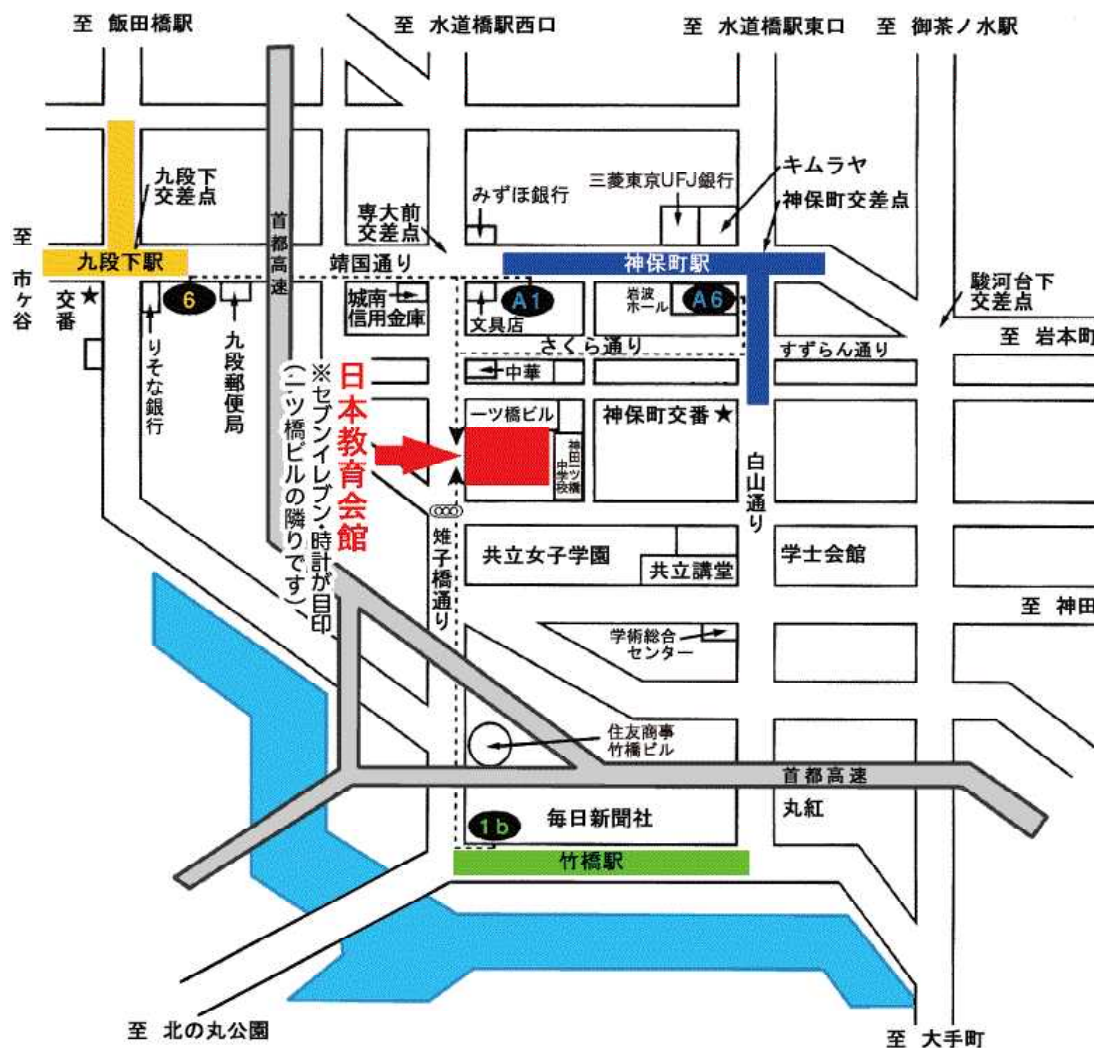 至 飯田橋駅
至 水道橋駅西口
至 水道橋駅東口
至 御茶ノ水駅
九段下
交差点
専大前
交差点
みずほ銀行
三菱東京UFJ銀行
キムラヤ
神保町交差点
至 市ヶ谷
九段下駅
首都高速
靖国通り
神保町駅
交番★
6
城南
信用金庫
文具店
A1
岩波
ホール
A6
駿河台下
交差点
りそな銀行
九段郵便局
さくら通り
すずらん通り
至 岩本町
中華
日本教育会館
※セブンイレブン・時計が目印
(一ツ橋ビルの隣りです)
一ツ橋ビル
神田一ツ橋
中学校
神保町交番★
白山通り
雉子橋通り
共立女子学園
共立講堂
学士会館
至 神田
学術総合
センター
住友商事
竹橋ビル
首都高速
1b
毎日新聞社
丸紅
竹橋駅
至 北の丸公園
至 大手町